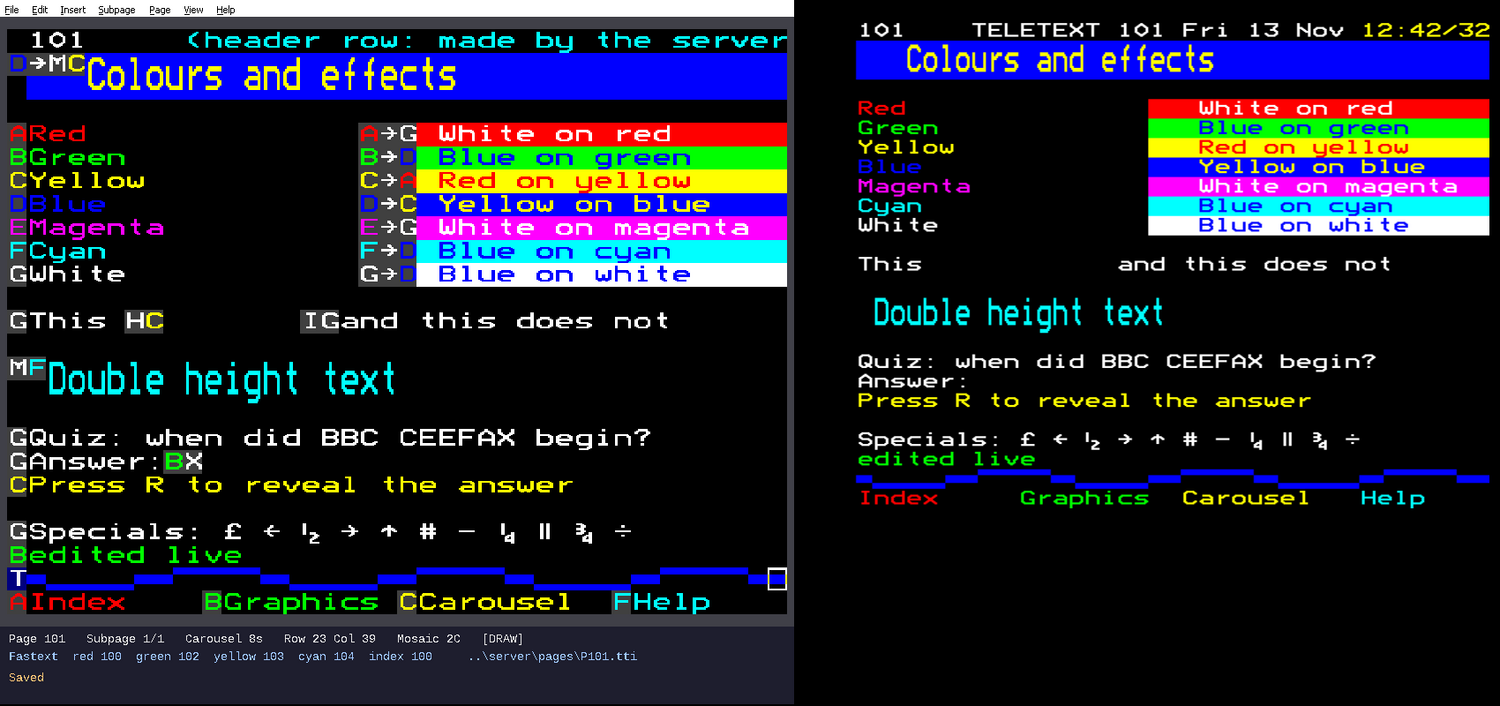 File Edit Insert Subpage Page View Help
101 (header row: made by the server
D→MCColours and effects
ARed A→G White on red
BGreen B→D Blue on green
CYellow C→A Red on yellow
DBlue D→C Yellow on blue
EMagenta E→G White on magenta
FCyan F→D Blue on cyan
GWhite G→D Blue on white
GThis HC IGand this does not
MFDouble height text
GQuiz: when did BBC CEEFAX begin?
GAnswer:BX
CPress R to reveal the answer
GSpecials: £ ← ½ → ↑ # — ¼ ‖ ¾ ÷
Bedited live
T
AIndex BGraphics CCarousel FHelp
Page 101 Subpage 1/1 Carousel 8s Row 23 Col 39 Mosaic 2C [DRAW]
Fastext red 100 green 102 yellow 103 cyan 104 index 100 ..\server\pages\P101.tti
Saved
101 TELETEXT 101 Fri 13 Nov 12:42/32
Colours and effects
Red White on red
Green Blue on green
Yellow Red on yellow
Blue Yellow on blue
Magenta White on magenta
Cyan Blue on cyan
White Blue on white
This and this does not
Double height text
Quiz: when did BBC CEEFAX begin?
Answer:
Press R to reveal the answer
Specials: £ ← ½ → ↑ # — ¼ ‖ ¾ ÷
edited live
Index Graphics Carousel Help